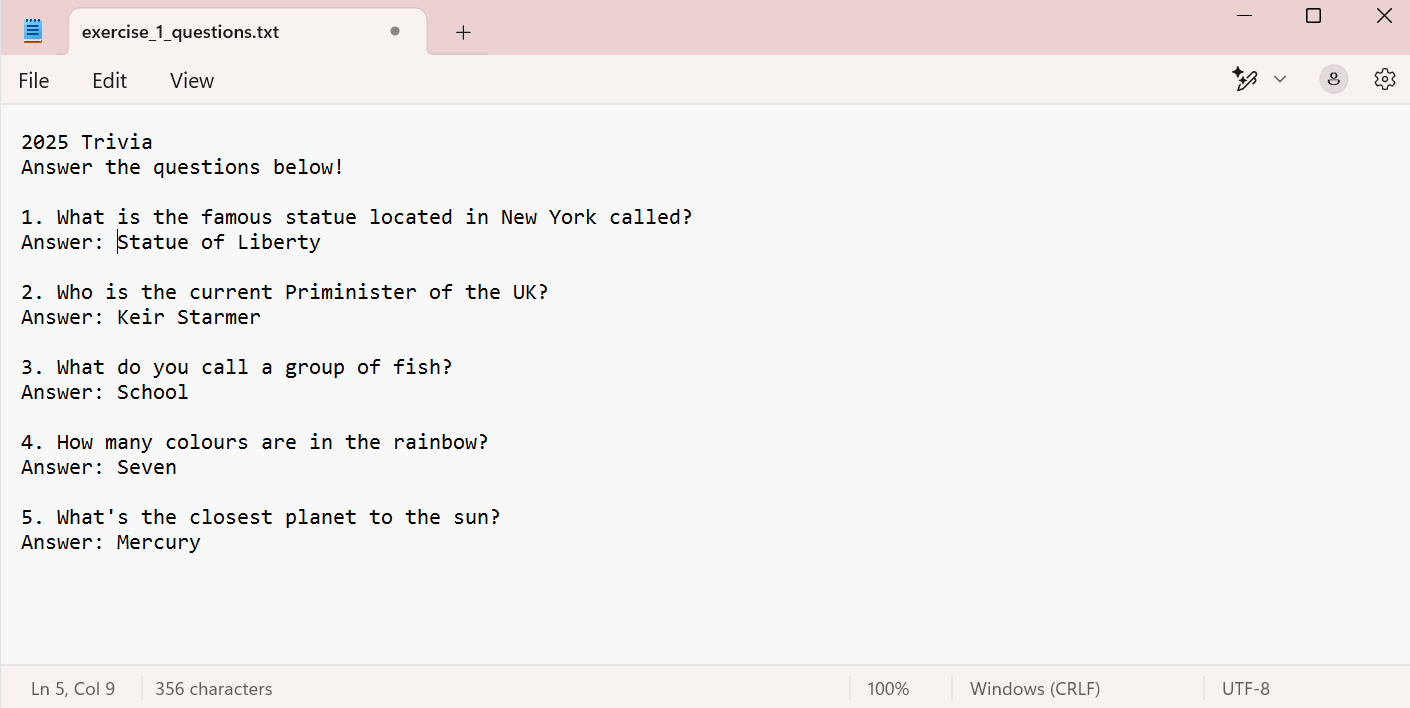 exercise_1_questions.txt
File Edit View
2025 Trivia
Answer the questions below!
1. What is the famous statue located in New York called?
Answer: Statue of Liberty
2. Who is the current Priminister of the UK?
Answer: Keir Starmer
3. What do you call a group of fish?
Answer: School
4. How many colours are in the rainbow?
Answer: Seven
5. What's the closest planet to the sun?
Answer: Mercury
Ln 5, Col 9 356 characters 100% Windows (CRLF) UTF-8